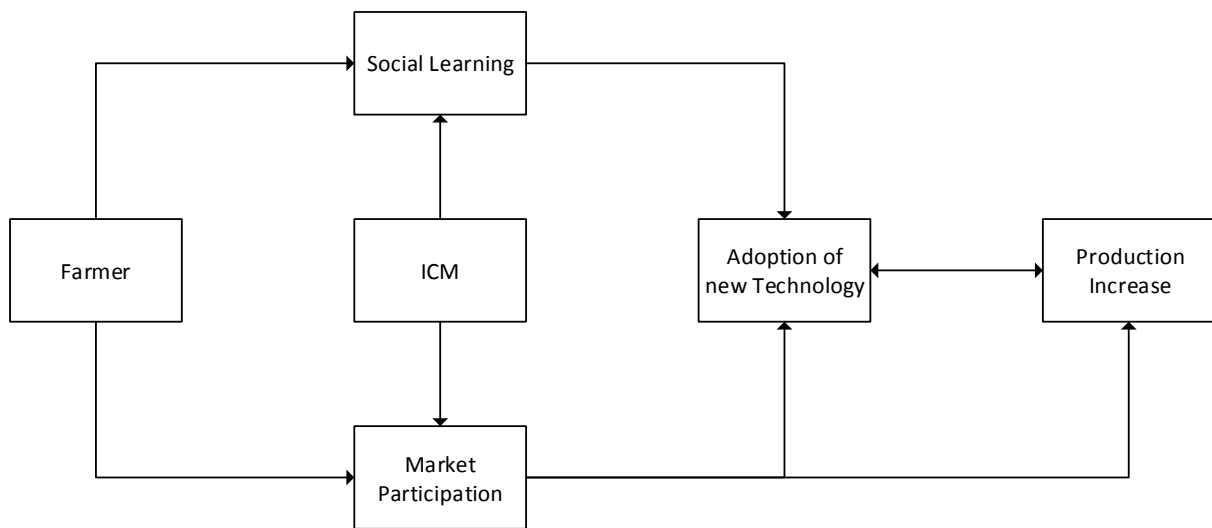 Social Learning
Farmer
ICM
Adoption of
new Technology
Production
Increase
Market
Participation